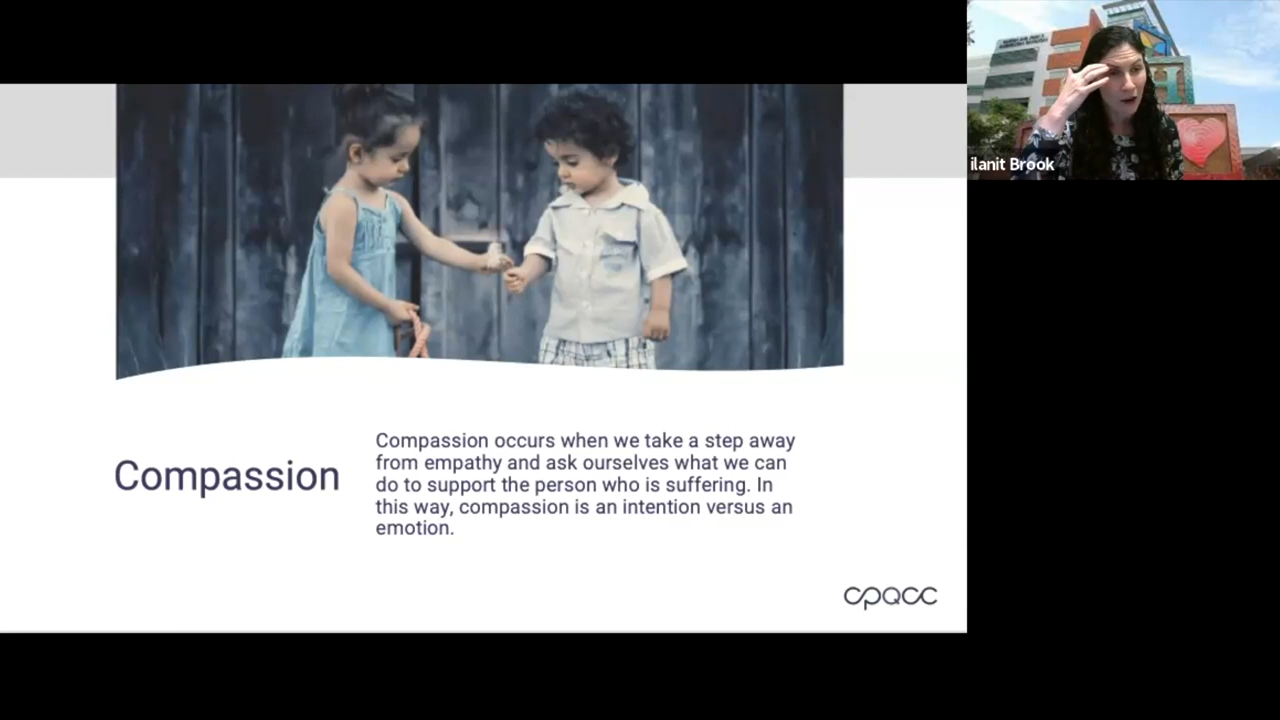 ilanit Brook
Compassion
Compassion occurs when we take a step away
from empathy and ask ourselves what we can
do to support the person who is suffering. In
this way, compassion is an intention versus an
emotion.
cpqcc